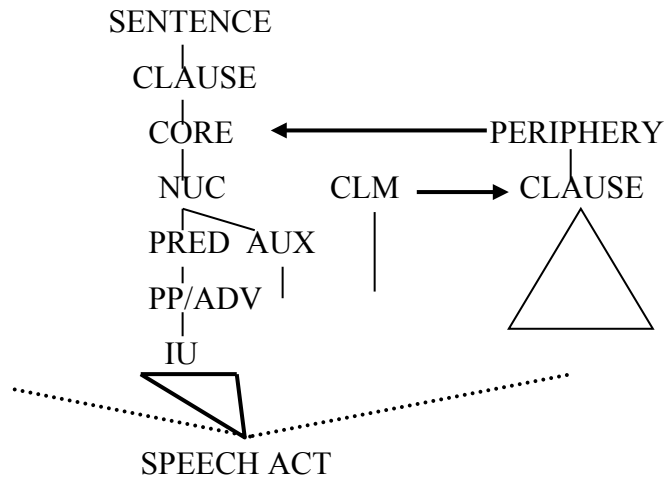 SENTENCE
CLAUSE
CORE PERIPHERY
NUC CLM CLAUSE
PRED AUX
PP/ADV
IU
SPEECH ACT